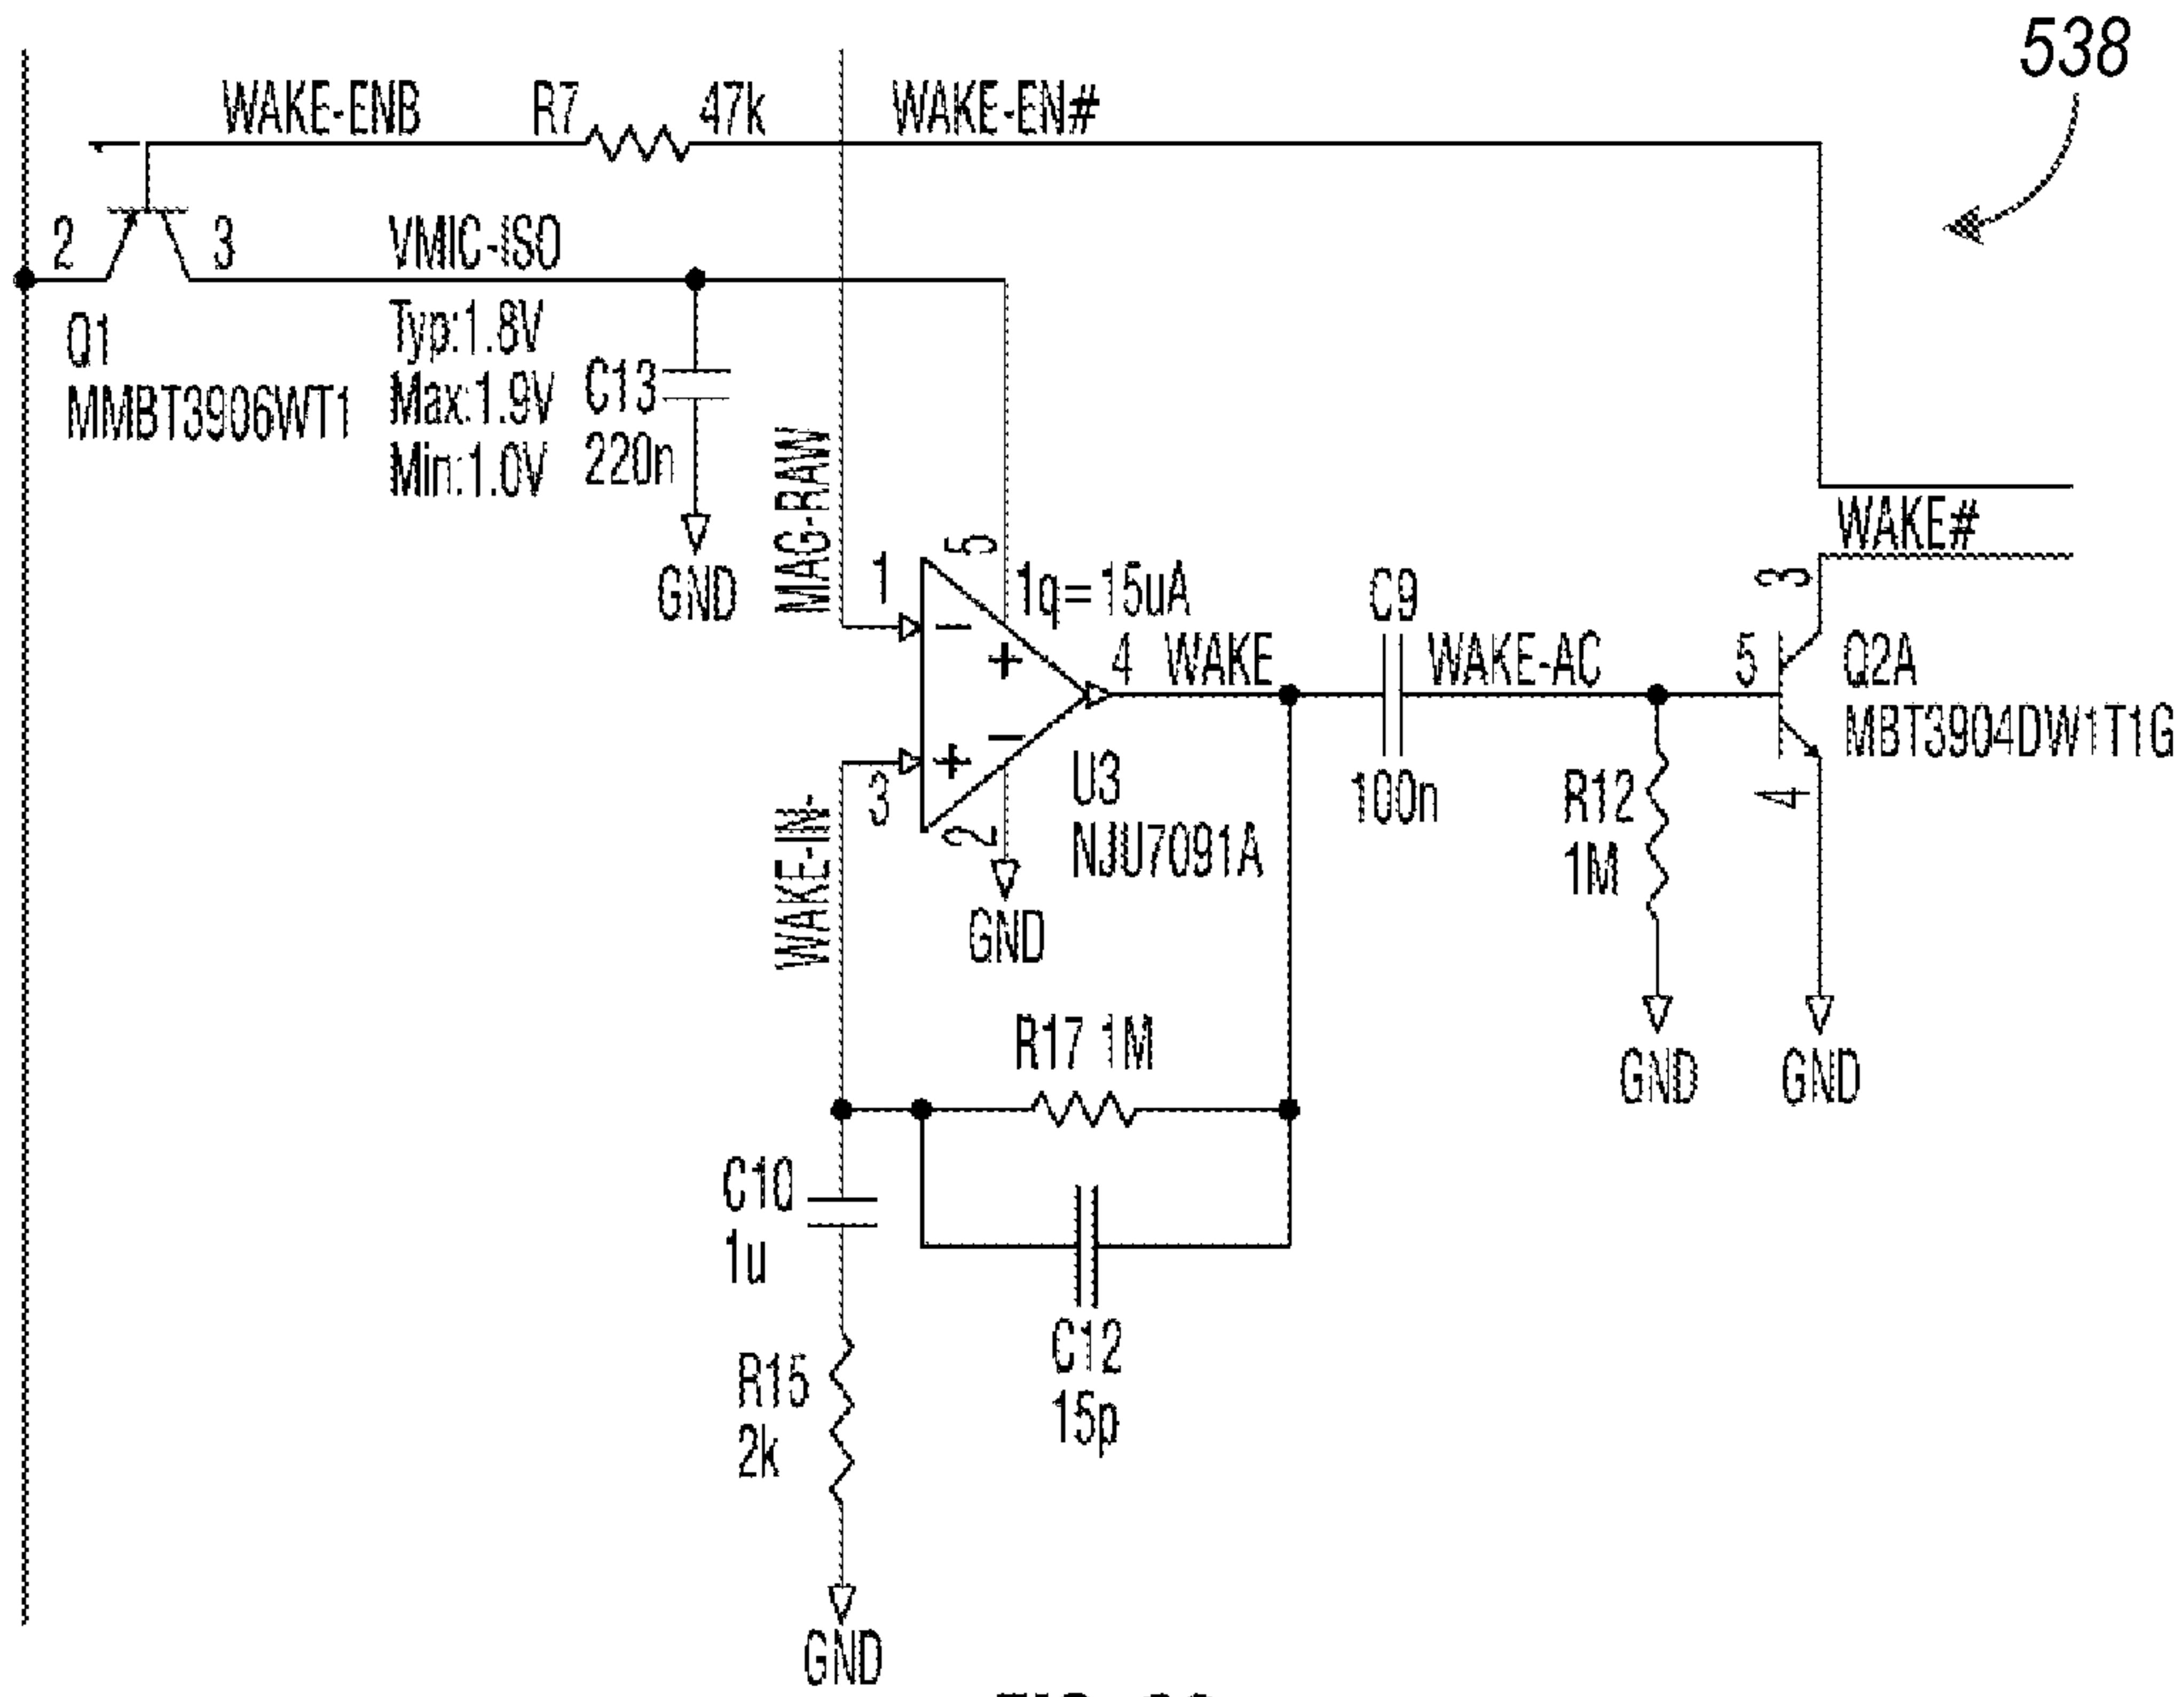 538
WAKE-ENB R7 47k WAKE-EN#
2 3 VMIC-ISO
Q1
MMBT3906WT1
Typ:1.8V
Max:1.9V
Min:1.0V
C13
220n
GND
MAG-RAW
WAKE#
1 5 1q=15uA
− +
4 WAKE
C9
100n
WAKE-AC
3
5 Q2A
MBT3904DW1T1G
4
3 + −
2
U3
NJU7091A
GND
WAKE-IN-
R12
1M
GND GND
R17 1M
C10
1u
C12
15p
R15
2k
GND